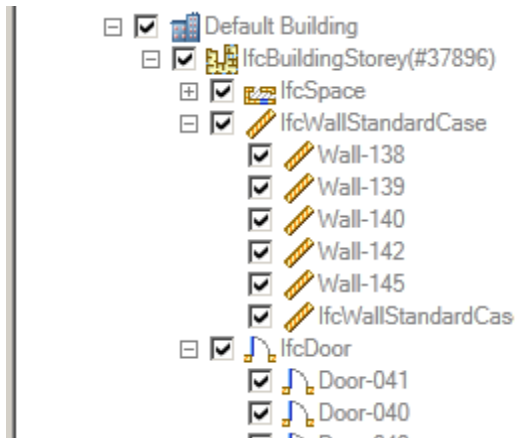 Default Building
IfcBuildingStorey(#37896)
IfcSpace
IfcWallStandardCase
Wall-138
Wall-139
Wall-140
Wall-142
Wall-145
IfcWallStandardCas
IfcDoor
Door-041
Door-040